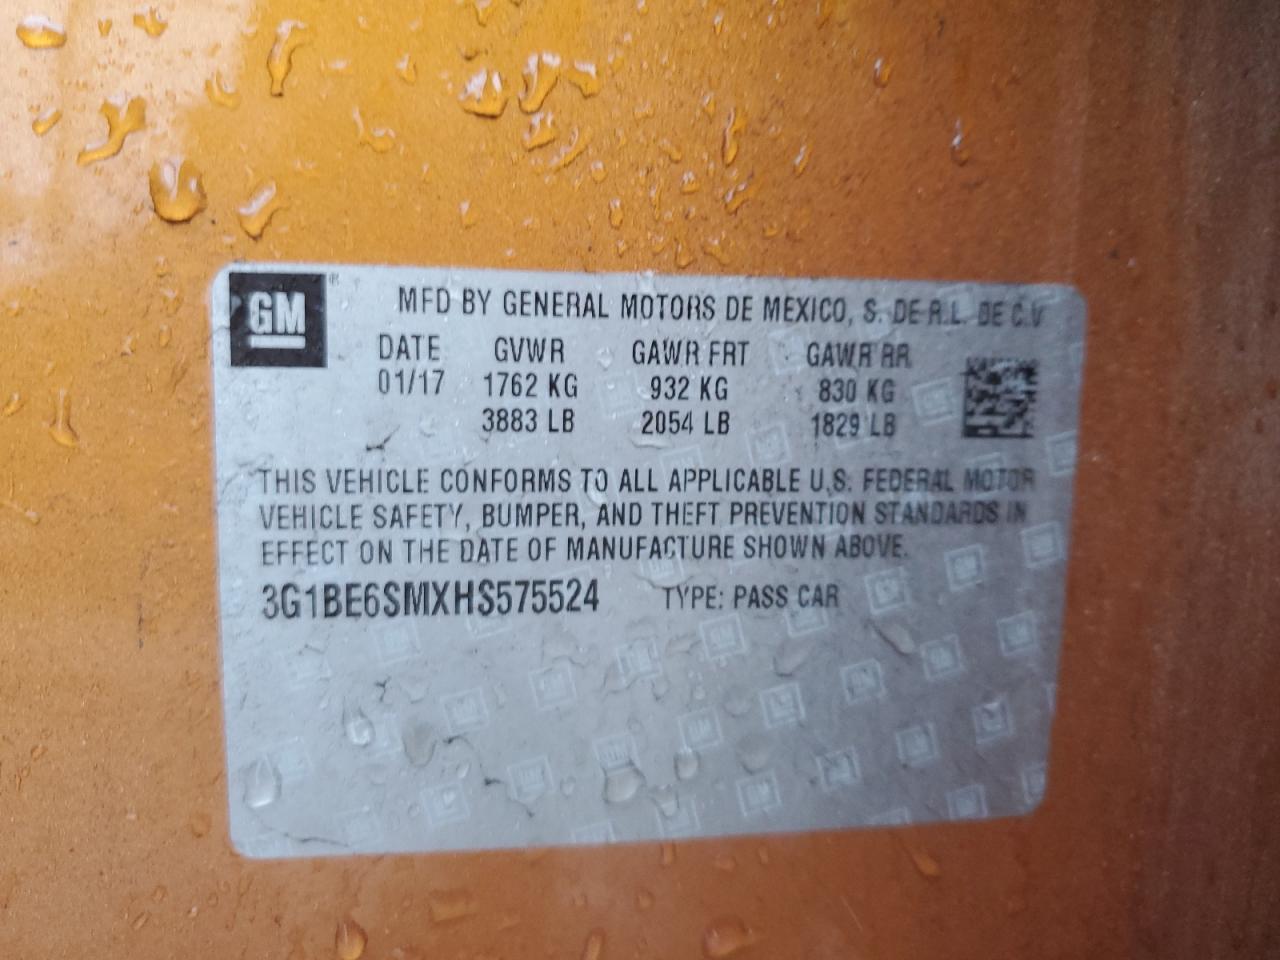 GM ®
MFD BY GENERAL MOTORS DE MEXICO, S. DE R.L. DE C.V
DATE GVWR GAWR FRT GAWR RR
01/17 1762 KG 932 KG 830 KG
3883 LB 2054 LB 1829 LB
THIS VEHICLE CONFORMS TO ALL APPLICABLE U.S. FEDERAL MOTOR
VEHICLE SAFETY, BUMPER, AND THEFT PREVENTION STANDARDS IN
EFFECT ON THE DATE OF MANUFACTURE SHOWN ABOVE.
3G1BE6SMXHS575524 TYPE: PASS CAR